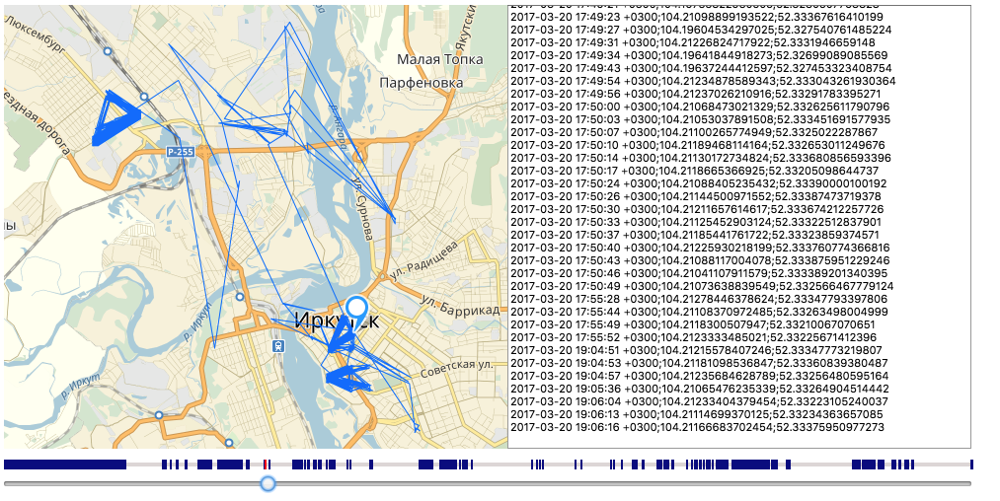 Люксембург
Якутски
Малая Топка
Парфеновка
ездная дорога
р. Ангара
Р-255
ул. Сурнова
лы
ул. Радищева
ул. Баррикад
р. Иркут
Иркутск
Советская ул.
р. Иркут
2017-03-20 17:49:23 +0300;104.21098899193522;52.33367616410199
2017-03-20 17:49:27 +0300;104.19604534297025;52.327540761485224
2017-03-20 17:49:31 +0300;104.21226824717922;52.3331946659148
2017-03-20 17:49:34 +0300;104.19641844918273;52.32699089085569
2017-03-20 17:49:43 +0300;104.19637244412597;52.327453323408754
2017-03-20 17:49:54 +0300;104.21234878589343;52.333043261930364
2017-03-20 17:49:56 +0300;104.21237026210916;52.33291783395271
2017-03-20 17:50:00 +0300;104.21068473021329;52.332625611790796
2017-03-20 17:50:03 +0300;104.21053037891508;52.333451691577935
2017-03-20 17:50:07 +0300;104.21100265774949;52.3325022287867
2017-03-20 17:50:10 +0300;104.21189468114164;52.332653011249676
2017-03-20 17:50:14 +0300;104.21130172734824;52.333680856593396
2017-03-20 17:50:17 +0300;104.2118665366925;52.33205098644737
2017-03-20 17:50:24 +0300;104.21088405235432;52.33390000100192
2017-03-20 17:50:26 +0300;104.21144500971552;52.33387473719378
2017-03-20 17:50:30 +0300;104.21211657614617;52.333674212257726
2017-03-20 17:50:33 +0300;104.21125452903124;52.33322512837901
2017-03-20 17:50:37 +0300;104.21185441761722;52.33323859374571
2017-03-20 17:50:40 +0300;104.21225930218199;52.333760774366816
2017-03-20 17:50:43 +0300;104.21088117004078;52.333875951229246
2017-03-20 17:50:46 +0300;104.21041107911579;52.333389201340395
2017-03-20 17:50:49 +0300;104.21073638839549;52.332566467779124
2017-03-20 17:55:28 +0300;104.21278446378624;52.33347793397806
2017-03-20 17:55:44 +0300;104.21108370972485;52.33263498004999
2017-03-20 17:55:49 +0300;104.2118300507947;52.33210067070651
2017-03-20 17:55:52 +0300;104.2123333485021;52.33225671412396
2017-03-20 19:04:51 +0300;104.21215578407246;52.33347773219807
2017-03-20 19:04:53 +0300;104.21181098536847;52.33360839380487
2017-03-20 19:04:57 +0300;104.21235684628789;52.33256480595164
2017-03-20 19:05:36 +0300;104.21065476235339;52.33264904514442
2017-03-20 19:06:04 +0300;104.21233404379454;52.33223105240037
2017-03-20 19:06:13 +0300;104.21114699370125;52.33234363657085
2017-03-20 19:06:16 +0300;104.21166683702454;52.33375950977273